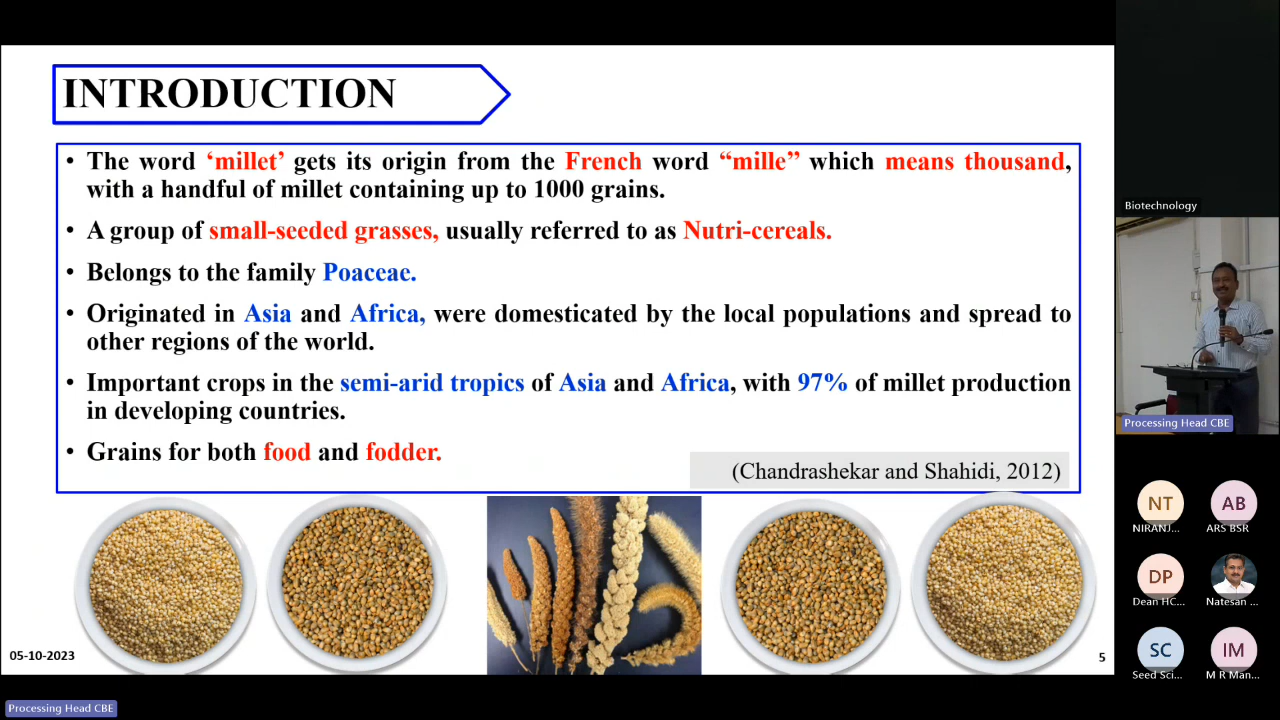 INTRODUCTION
• The word ‘millet’ gets its origin from the French word “mille” which means thousand,
with a handful of millet containing up to 1000 grains.
• A group of small-seeded grasses, usually referred to as Nutri-cereals.
• Belongs to the family Poaceae.
• Originated in Asia and Africa, were domesticated by the local populations and spread to
other regions of the world.
• Important crops in the semi-arid tropics of Asia and Africa, with 97% of millet production
in developing countries.
• Grains for both food and fodder.
(Chandrashekar and Shahidi, 2012)
05-10-2023
5
Processing Head CBE
Biotechnology
Processing Head CBE
NT
AB
NIRANJ...
ARS BSR
DP
Dean HC...
Natesan ...
SC
IM
Seed Sci...
M R Man...